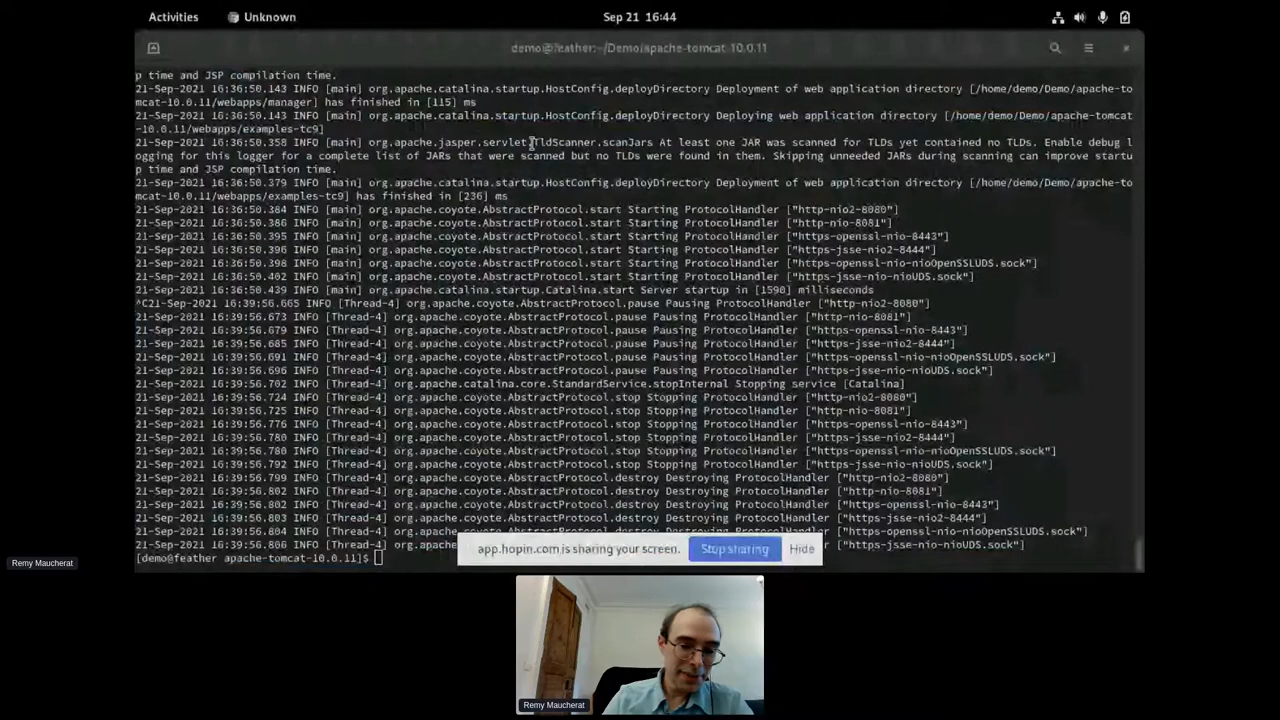 Activities
Unknown
Sep 21 16:44
demo@feather:~/Demo/apache-tomcat-10.0.11
p time and JSP compilation time.
21-Sep-2021 16:36:50.143 INFO [main] org.apache.catalina.startup.HostConfig.deployDirectory Deployment of web application directory [/home/demo/Demo/apache-to
mcat-10.0.11/webapps/manager] has finished in [115] ms
21-Sep-2021 16:36:50.143 INFO [main] org.apache.catalina.startup.HostConfig.deployDirectory Deploying web application directory [/home/demo/Demo/apache-tomcat
-10.0.11/webapps/examples-tc9]
21-Sep-2021 16:36:50.358 INFO [main] org.apache.jasper.servlet.TldScanner.scanJars At least one JAR was scanned for TLDs yet contained no TLDs. Enable debug l
ogging for this logger for a complete list of JARs that were scanned but no TLDs were found in them. Skipping unneeded JARs during scanning can improve startu
p time and JSP compilation time.
21-Sep-2021 16:36:50.379 INFO [main] org.apache.catalina.startup.HostConfig.deployDirectory Deployment of web application directory [/home/demo/Demo/apache-to
mcat-10.0.11/webapps/examples-tc9] has finished in [236] ms
21-Sep-2021 16:36:50.384 INFO [main] org.apache.coyote.AbstractProtocol.start Starting ProtocolHandler ["http-nio2-8080"]
21-Sep-2021 16:36:50.386 INFO [main] org.apache.coyote.AbstractProtocol.start Starting ProtocolHandler ["http-nio-8081"]
21-Sep-2021 16:36:50.395 INFO [main] org.apache.coyote.AbstractProtocol.start Starting ProtocolHandler ["https-openssl-nio-8443"]
21-Sep-2021 16:36:50.396 INFO [main] org.apache.coyote.AbstractProtocol.start Starting ProtocolHandler ["https-jsse-nio2-8444"]
21-Sep-2021 16:36:50.398 INFO [main] org.apache.coyote.AbstractProtocol.start Starting ProtocolHandler ["https-openssl-nio-nioOpenSSLUDS.sock"]
21-Sep-2021 16:36:50.402 INFO [main] org.apache.coyote.AbstractProtocol.start Starting ProtocolHandler ["https-jsse-nio-nioUDS.sock"]
21-Sep-2021 16:36:50.439 INFO [main] org.apache.catalina.startup.Catalina.start Server startup in [1590] milliseconds
^C21-Sep-2021 16:39:56.665 INFO [Thread-4] org.apache.coyote.AbstractProtocol.pause Pausing ProtocolHandler ["http-nio2-8080"]
21-Sep-2021 16:39:56.673 INFO [Thread-4] org.apache.coyote.AbstractProtocol.pause Pausing ProtocolHandler ["http-nio-8081"]
21-Sep-2021 16:39:56.679 INFO [Thread-4] org.apache.coyote.AbstractProtocol.pause Pausing ProtocolHandler ["https-openssl-nio-8443"]
21-Sep-2021 16:39:56.685 INFO [Thread-4] org.apache.coyote.AbstractProtocol.pause Pausing ProtocolHandler ["https-jsse-nio2-8444"]
21-Sep-2021 16:39:56.691 INFO [Thread-4] org.apache.coyote.AbstractProtocol.pause Pausing ProtocolHandler ["https-openssl-nio-nioOpenSSLUDS.sock"]
21-Sep-2021 16:39:56.696 INFO [Thread-4] org.apache.coyote.AbstractProtocol.pause Pausing ProtocolHandler ["https-jsse-nio-nioUDS.sock"]
21-Sep-2021 16:39:56.702 INFO [Thread-4] org.apache.catalina.core.StandardService.stopInternal Stopping service [Catalina]
21-Sep-2021 16:39:56.724 INFO [Thread-4] org.apache.coyote.AbstractProtocol.stop Stopping ProtocolHandler ["http-nio2-8080"]
21-Sep-2021 16:39:56.725 INFO [Thread-4] org.apache.coyote.AbstractProtocol.stop Stopping ProtocolHandler ["http-nio-8081"]
21-Sep-2021 16:39:56.776 INFO [Thread-4] org.apache.coyote.AbstractProtocol.stop Stopping ProtocolHandler ["https-openssl-nio-8443"]
21-Sep-2021 16:39:56.780 INFO [Thread-4] org.apache.coyote.AbstractProtocol.stop Stopping ProtocolHandler ["https-jsse-nio2-8444"]
21-Sep-2021 16:39:56.780 INFO [Thread-4] org.apache.coyote.AbstractProtocol.stop Stopping ProtocolHandler ["https-openssl-nio-nioOpenSSLUDS.sock"]
21-Sep-2021 16:39:56.792 INFO [Thread-4] org.apache.coyote.AbstractProtocol.stop Stopping ProtocolHandler ["https-jsse-nio-nioUDS.sock"]
21-Sep-2021 16:39:56.799 INFO [Thread-4] org.apache.coyote.AbstractProtocol.destroy Destroying ProtocolHandler ["http-nio2-8080"]
21-Sep-2021 16:39:56.802 INFO [Thread-4] org.apache.coyote.AbstractProtocol.destroy Destroying ProtocolHandler ["http-nio-8081"]
21-Sep-2021 16:39:56.802 INFO [Thread-4] org.apache.coyote.AbstractProtocol.destroy Destroying ProtocolHandler ["https-openssl-nio-8443"]
21-Sep-2021 16:39:56.803 INFO [Thread-4] org.apache.coyote.AbstractProtocol.destroy Destroying ProtocolHandler ["https-jsse-nio2-8444"]
21-Sep-2021 16:39:56.804 INFO [Thread-4] org.apache.coyote.AbstractProtocol.destroy Destroying ProtocolHandler ["https-openssl-nio-nioOpenSSLUDS.sock"]
21-Sep-2021 16:39:56.806 INFO [Thread-4] org.apache.c ["https-jsse-nio-nioUDS.sock"]
[demo@feather apache-tomcat-10.0.11]$
app.hopin.com is sharing your screen.
Stop sharing
Hide
Remy Maucherat
Remy Maucherat